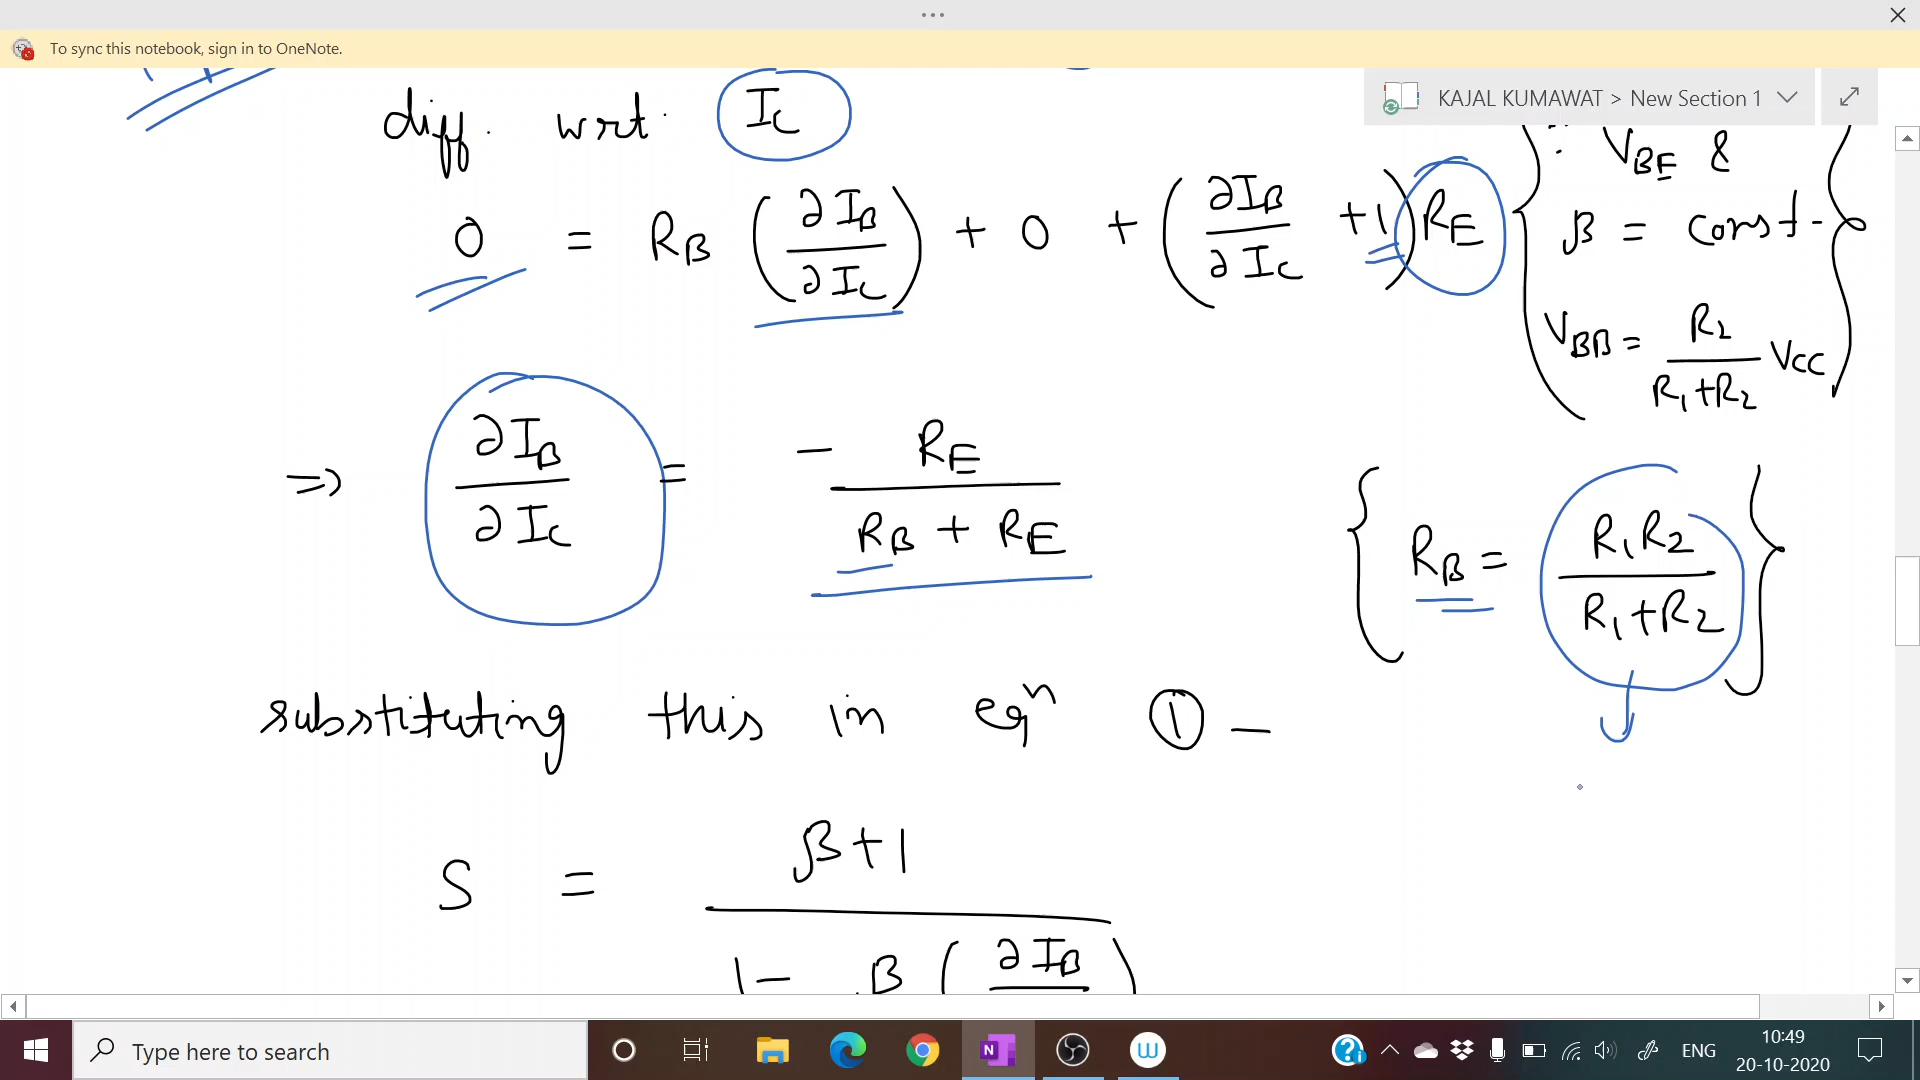 To sync this notebook, sign in to OneNote.
KAJAL KUMAWAT > New Section 1
diff. wrt. IC
∵ VBE &
β = const.
0 = RB (∂IB/∂IC) + 0 + (∂IB/∂IC + 1) RE
VBB = R2/(R1+R2) VCC
=> ∂IB/∂IC = - RE/(RB + RE)
{ RB = R1R2/(R1+R2) }
substituting this in eqn ① —
S = β+1
1 - β (∂IB
Type here to search
ENG
10:49
20-10-2020